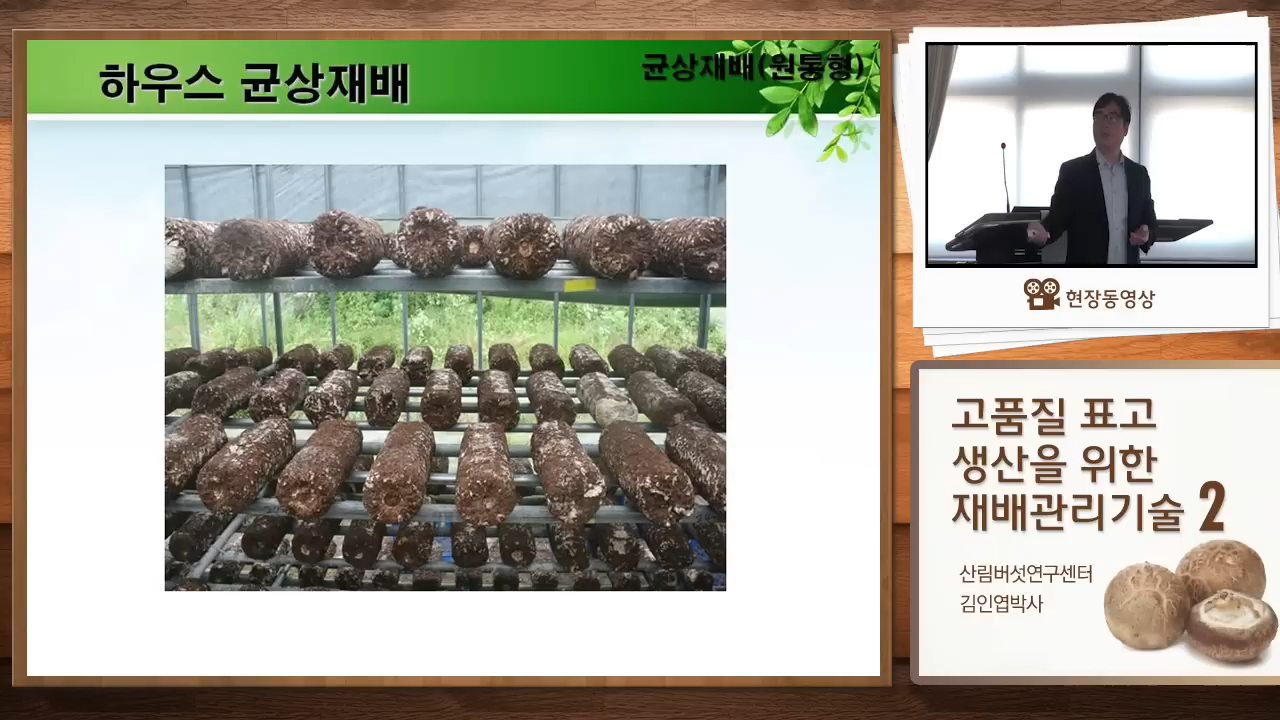 하우스 균상재배
균상재배(원통형)
현장동영상
고품질 표고
생산을 위한
재배관리기술 2
산림버섯연구센터
김인엽박사